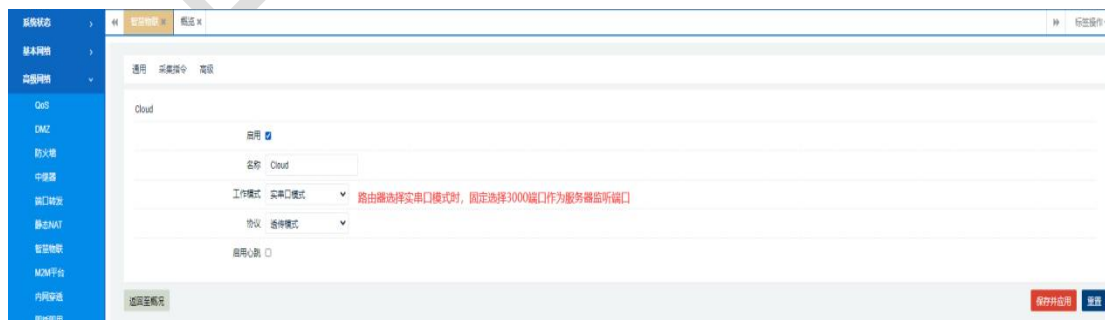 系统状态
智慧物联
概览
标签操作
基本网络
通用 采集指令 高级
高级网络
QoS
Cloud
DMZ
启用
防火墙
名称 Cloud
中继器
工作模式 实串口模式 路由器选择实串口模式时，固定选择3000端口作为服务器监听端口
端口转发
静态NAT
协议 透传模式
智慧物联
启用心跳
M2M平台
内网穿透
返回至概况
保存并应用 重置